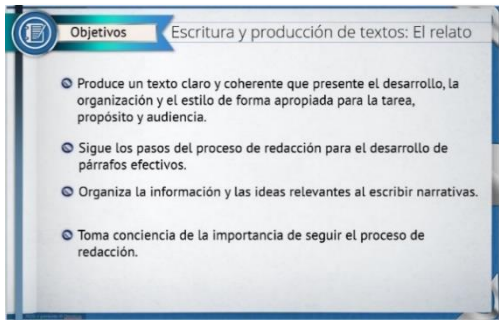 Objetivos
Escritura y producción de textos: El relato
Produce un texto claro y coherente que presente el desarrollo, la
organización y el estilo de forma apropiada para la tarea,
propósito y audiencia.
Sigue los pasos del proceso de redacción para el desarrollo de
párrafos efectivos.
Organiza la información y las ideas relevantes al escribir narrativas.
Toma conciencia de la importancia de seguir el proceso de
redacción.